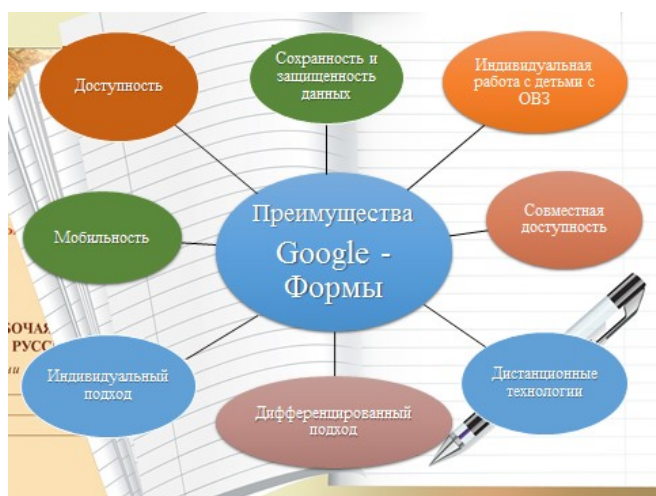 Доступность
Сохранность и
защищенность
данных
Индивидуальная
работа с детьми с
ОВЗ
Мобильность
Преимущества
Google -
Формы
Совместная
доступность
Индивидуальный
подход
Дифференцированный
подход
Дистанционные
технологии
РУСС